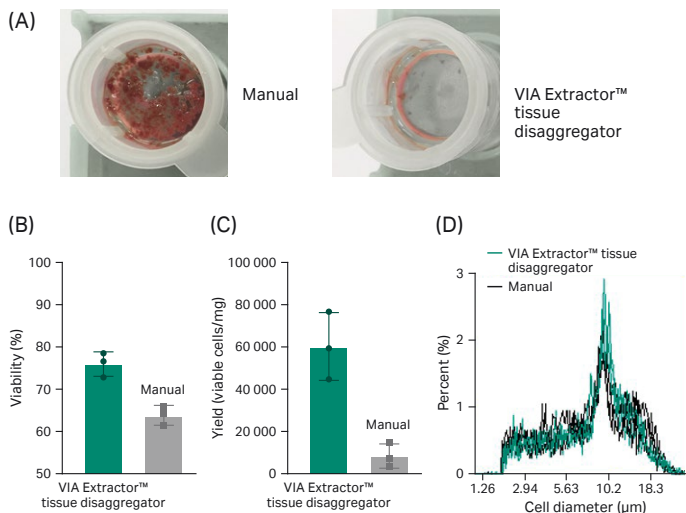 (A)
Manual
VIA Extractor™
tissue
disaggregator
(B)
100
90
80
70
60
50
Viability (%)
Manual
VIA Extractor™
tissue disaggregator
(C)
100 000
80 000
60 000
40 000
20 000
0
Yield (viable cells/mg)
Manual
VIA Extractor™
tissue disaggregator
(D)
VIA Extractor™ tissue
disaggregator
Manual
3
2
1
0
Percent (%)
1.26 2.94 5.63 10.2 18.3
Cell diameter (µm)